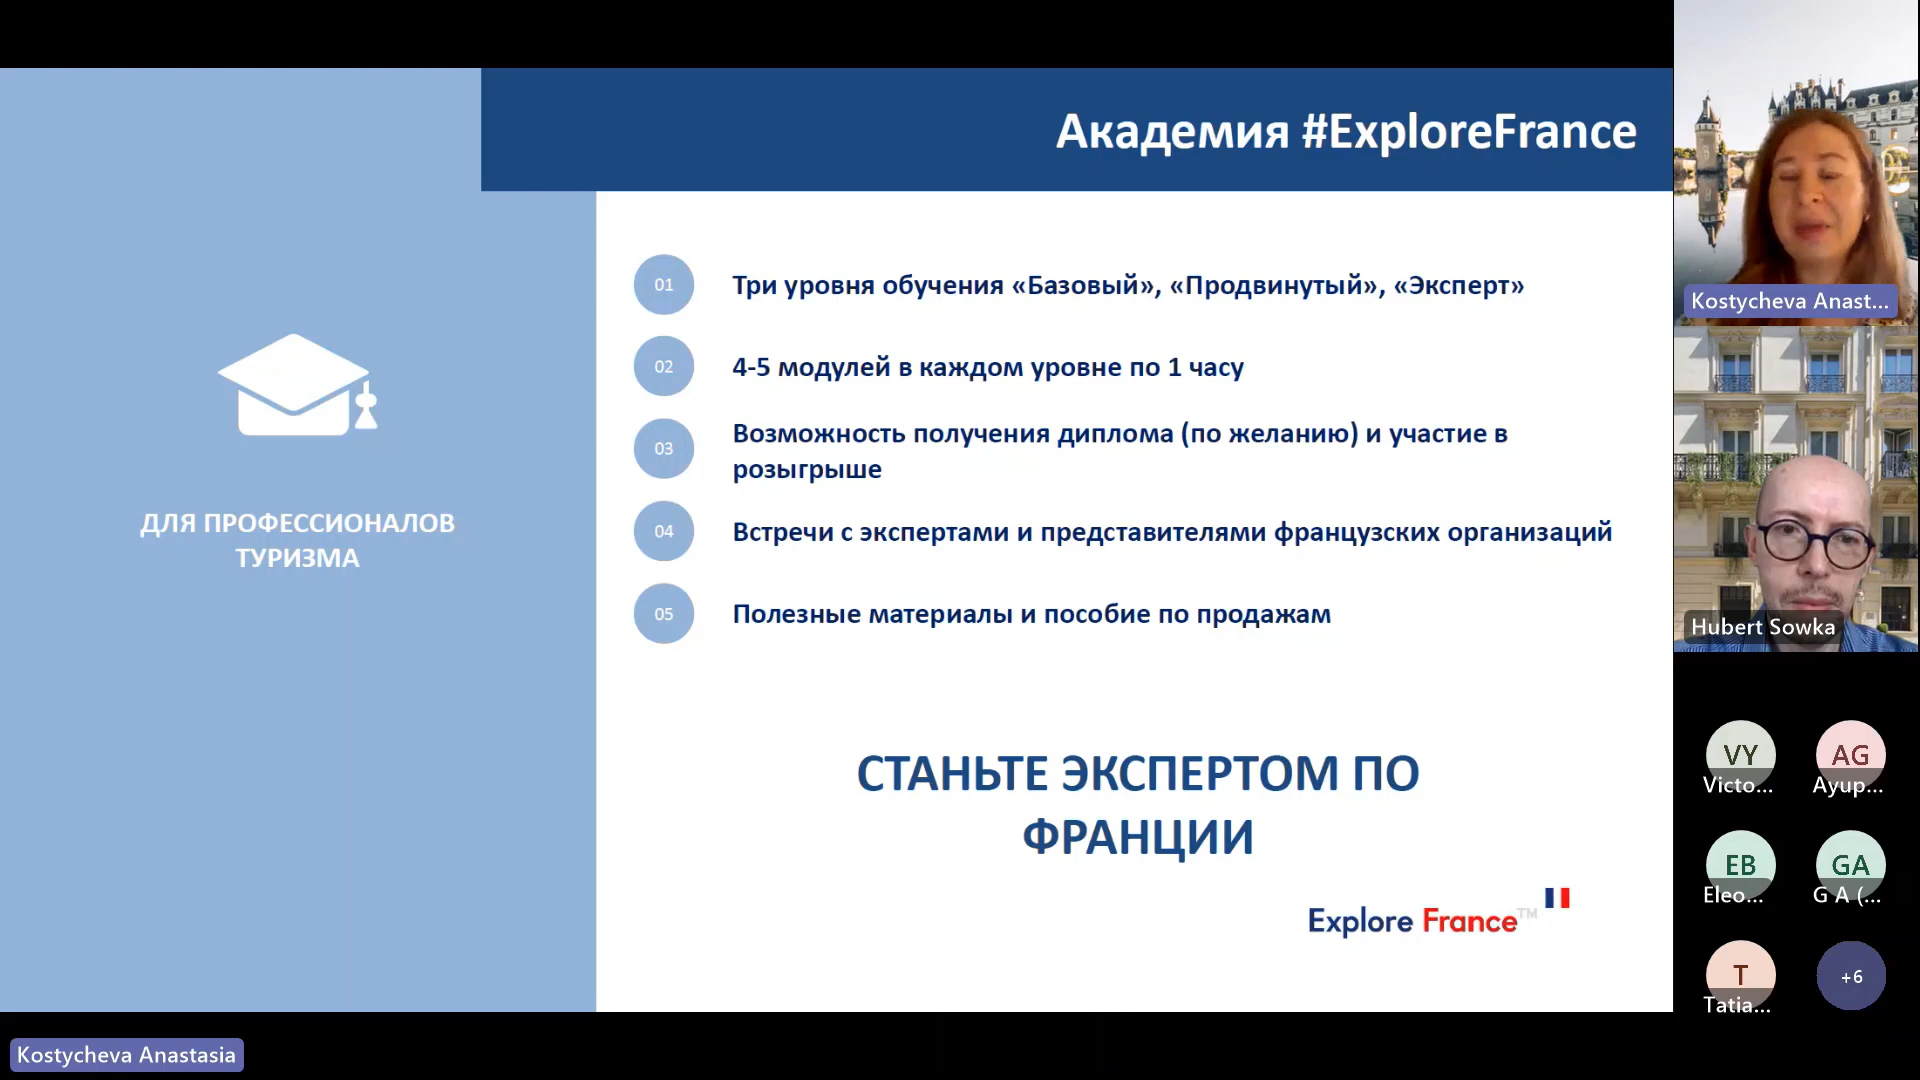 Академия #ExploreFrance
ДЛЯ ПРОФЕССИОНАЛОВ
ТУРИЗМА
01
Три уровня обучения «Базовый», «Продвинутый», «Эксперт»
02
4-5 модулей в каждом уровне по 1 часу
03
Возможность получения диплома (по желанию) и участие в
розыгрыше
04
Встречи с экспертами и представителями французских организаций
05
Полезные материалы и пособие по продажам
СТАНЬТЕ ЭКСПЕРТОМ ПО
ФРАНЦИИ
Explore France™
Kostycheva Anast...
Hubert Sowka
VY
Victo...
AG
Ayup...
EB
Eleo...
GA
G A (...
T
Tatia...
+6
Kostycheva Anastasia